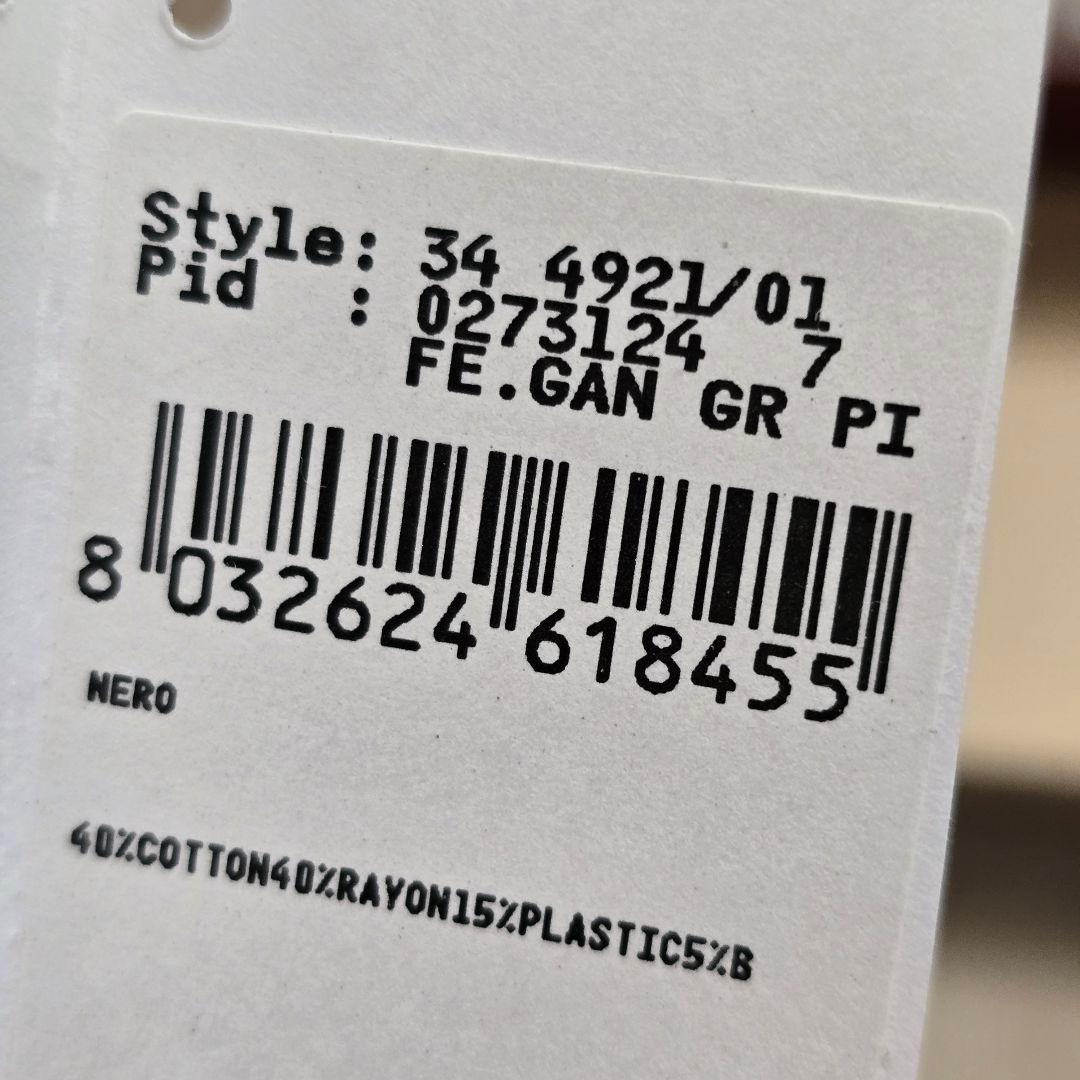 Style: 34 4921/01
Pid : 0273124 7
FE.GAN GR PI
8 032624 618455
NERO
40%COTTON40%RAYON15%PLASTIC5%B